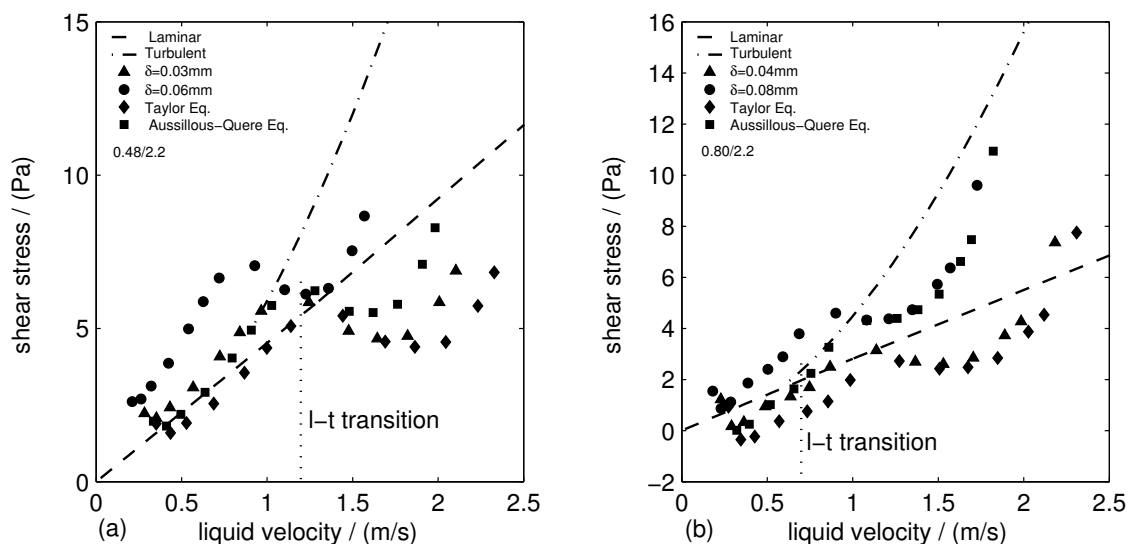 15
10
5
0
shear stress / (Pa)
Laminar
Turbulent
δ=0.03mm
δ=0.06mm
Taylor Eq.
Aussillous−Quere Eq.
0.48/2.2
l−t transition
0 0.5 1 1.5 2 2.5
(a) liquid velocity / (m/s)
16
14
12
10
8
6
4
2
0
−2
shear stress / (Pa)
Laminar
Turbulent
δ=0.04mm
δ=0.08mm
Taylor Eq.
Aussillous−Quere Eq.
0.80/2.2
l−t transition
0 0.5 1 1.5 2 2.5
(b) liquid velocity / (m/s)